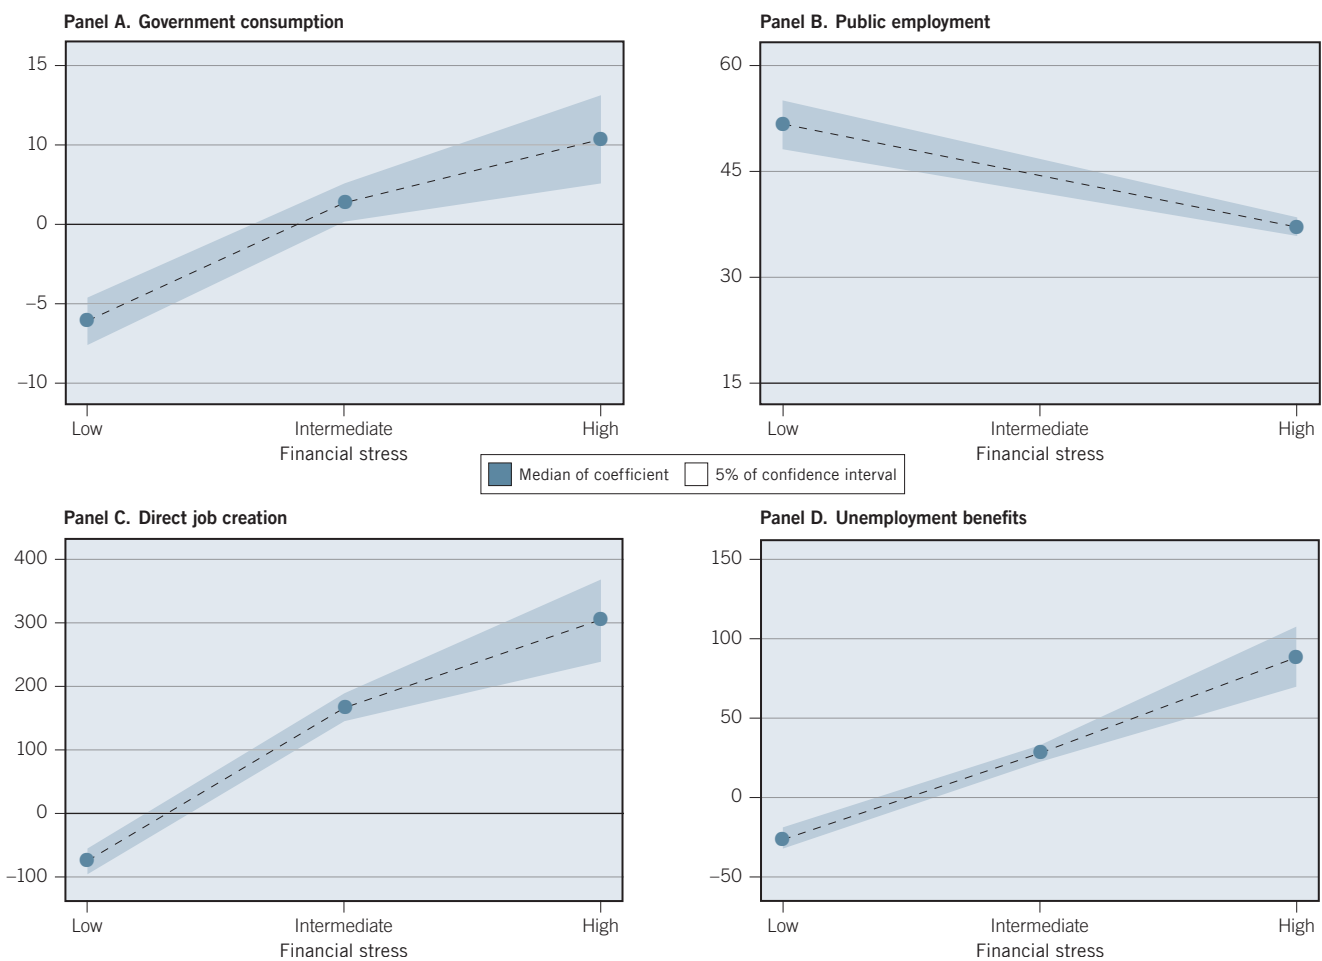 Panel A. Government consumption
15
10
0
–5
–10
Low
Intermediate
High
Financial stress
Panel B. Public employment
60
45
30
15
Low
Intermediate
High
Financial stress
Median of coefficient
5% of confidence interval
Panel C. Direct job creation
400
300
200
100
0
–100
Low
Intermediate
High
Financial stress
Panel D. Unemployment benefits
150
100
50
0
–50
Low
Intermediate
High
Financial stress